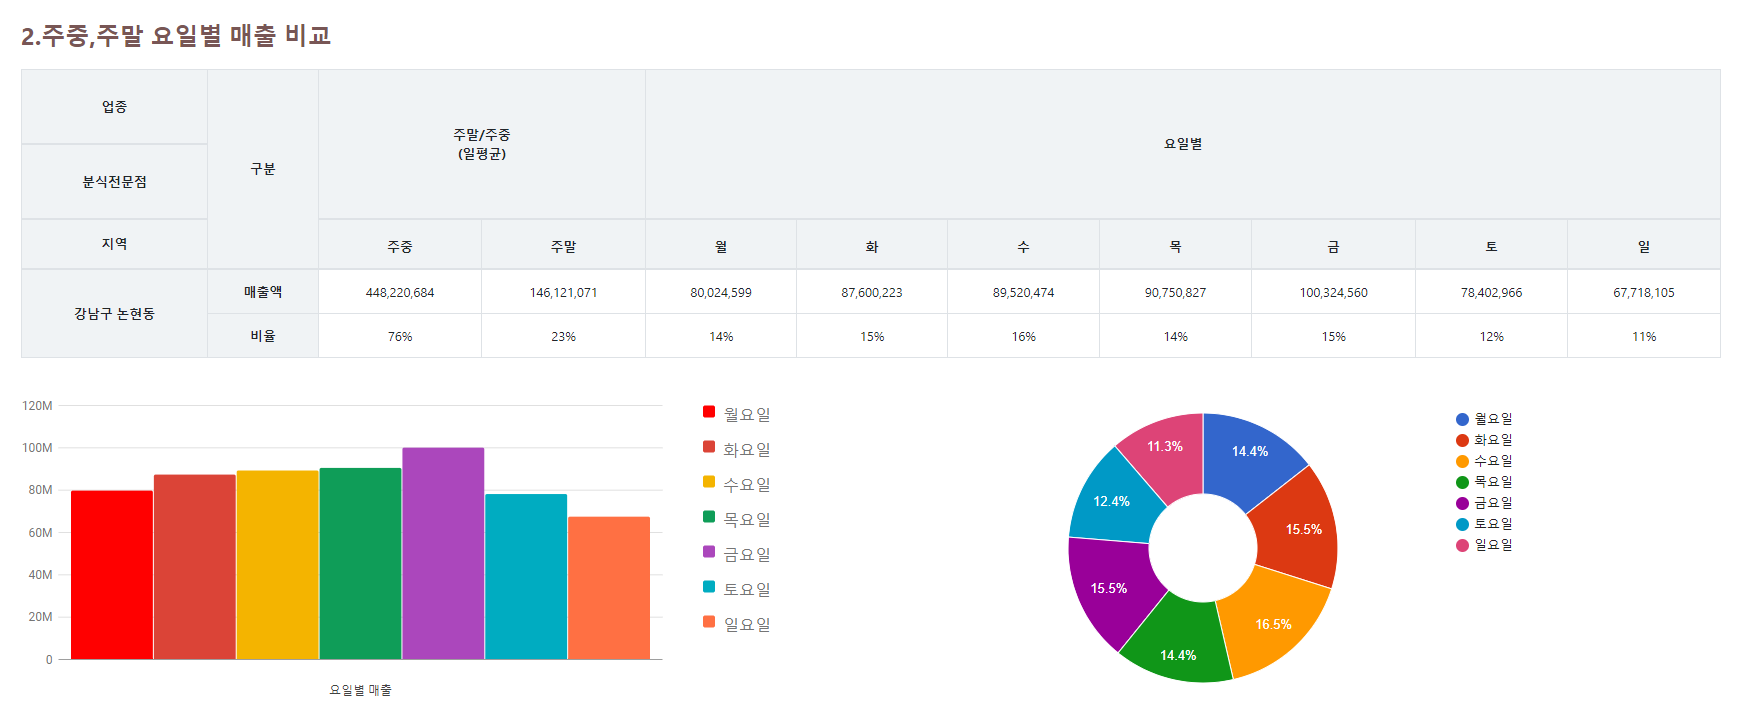 2.주중,주말 요일별 매출 비교
업종
구분
주말/주중
(일평균)
요일별
분식전문점
지역
주중
주말
월
화
수
목
금
토
일
강남구 논현동
매출액
448,220,684
146,121,071
80,024,599
87,600,223
89,520,474
90,750,827
100,324,560
78,402,966
67,718,105
비율
76%
23%
14%
15%
16%
14%
15%
12%
11%
120M
100M
80M
60M
40M
20M
0
요일별 매출
월요일
화요일
수요일
목요일
금요일
토요일
일요일
14.4%
15.5%
16.5%
14.4%
15.5%
12.4%
11.3%
월요일
화요일
수요일
목요일
금요일
토요일
일요일